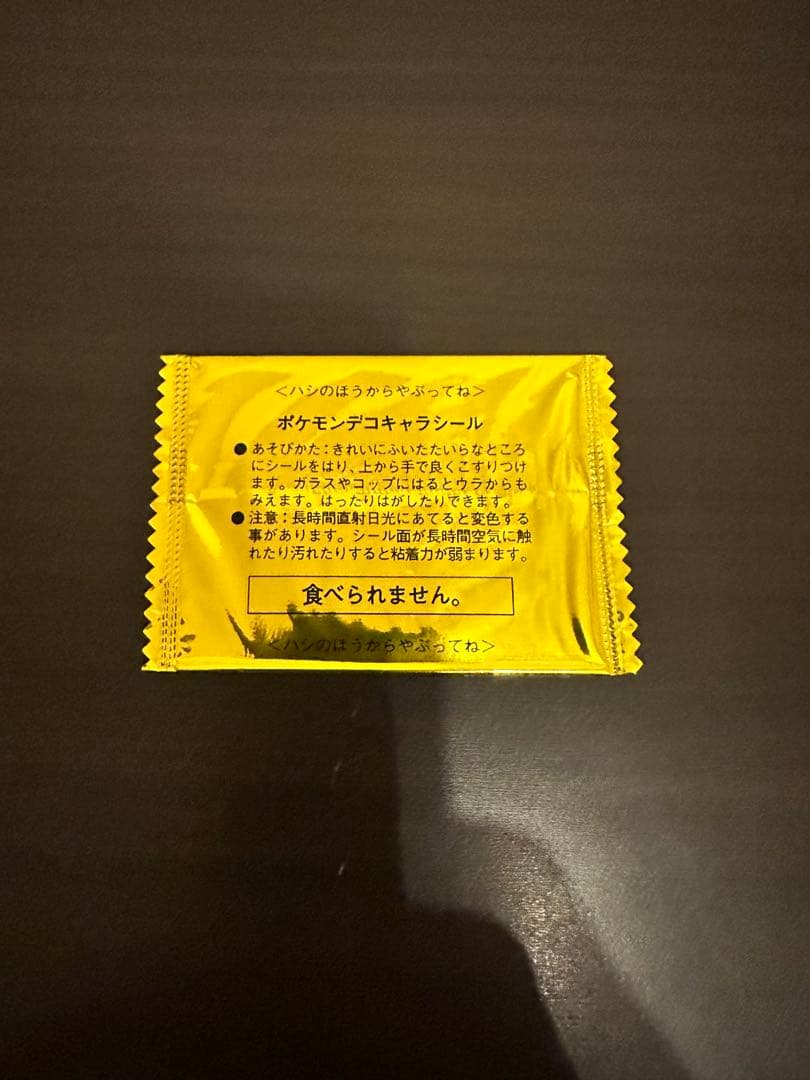 ＜ハシのほうからやぶってね＞
ポケモンデコキャラシール
●あそびかた：きれいにふいたたいらなところ
にシールをはり、上から手で良くこすりつけ
ます。ガラスやコップにはるとウラからも
みえます。はったりはがしたりできます。
●注意：長時間直射日光にあてると変色する
事があります。シール面が長時間空気に触
れたり汚れたりすると粘着力が弱まります。
食べられません。
＜ハシのほうからやぶってね＞